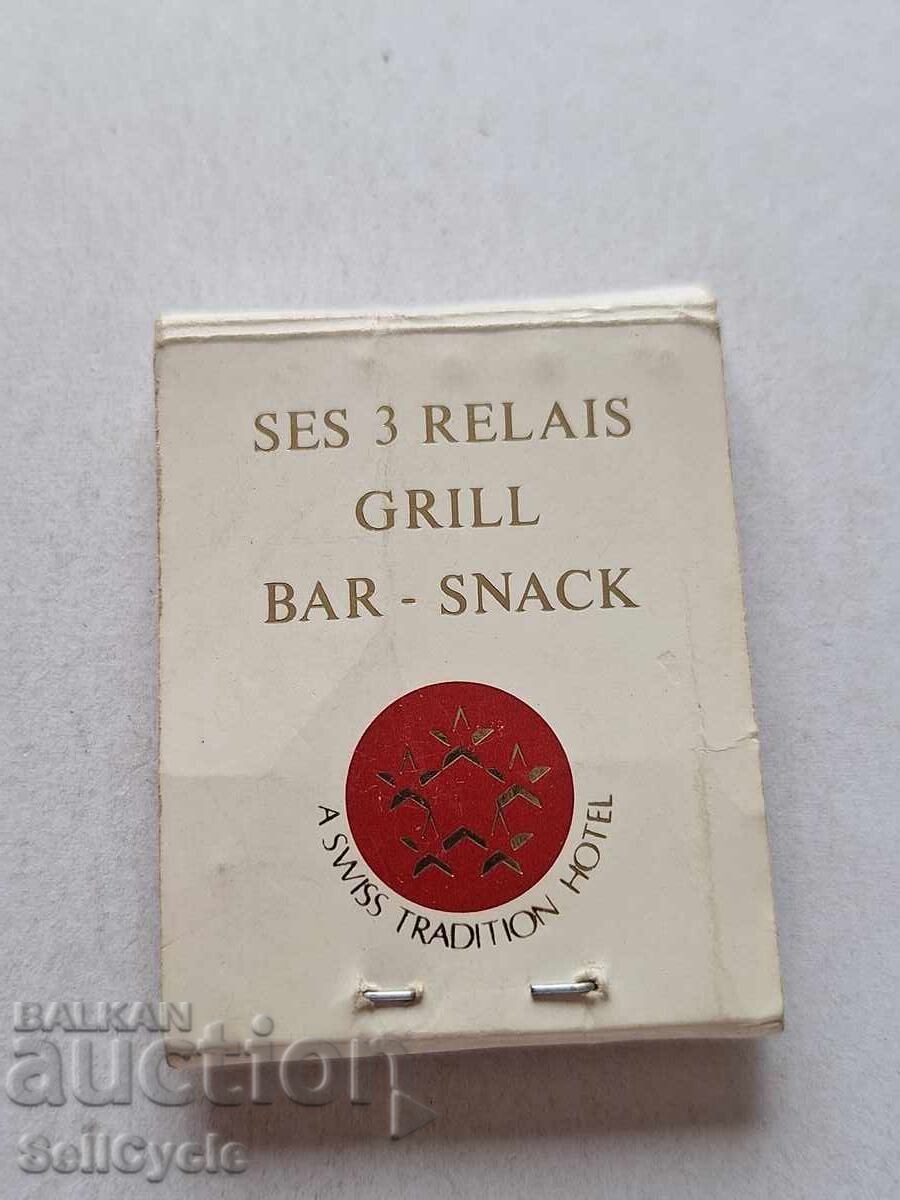 SES 3 RELAIS
GRILL
BAR - SNACK
A SWISS TRADITION HOTEL
BALKAN
auction
SellCycle